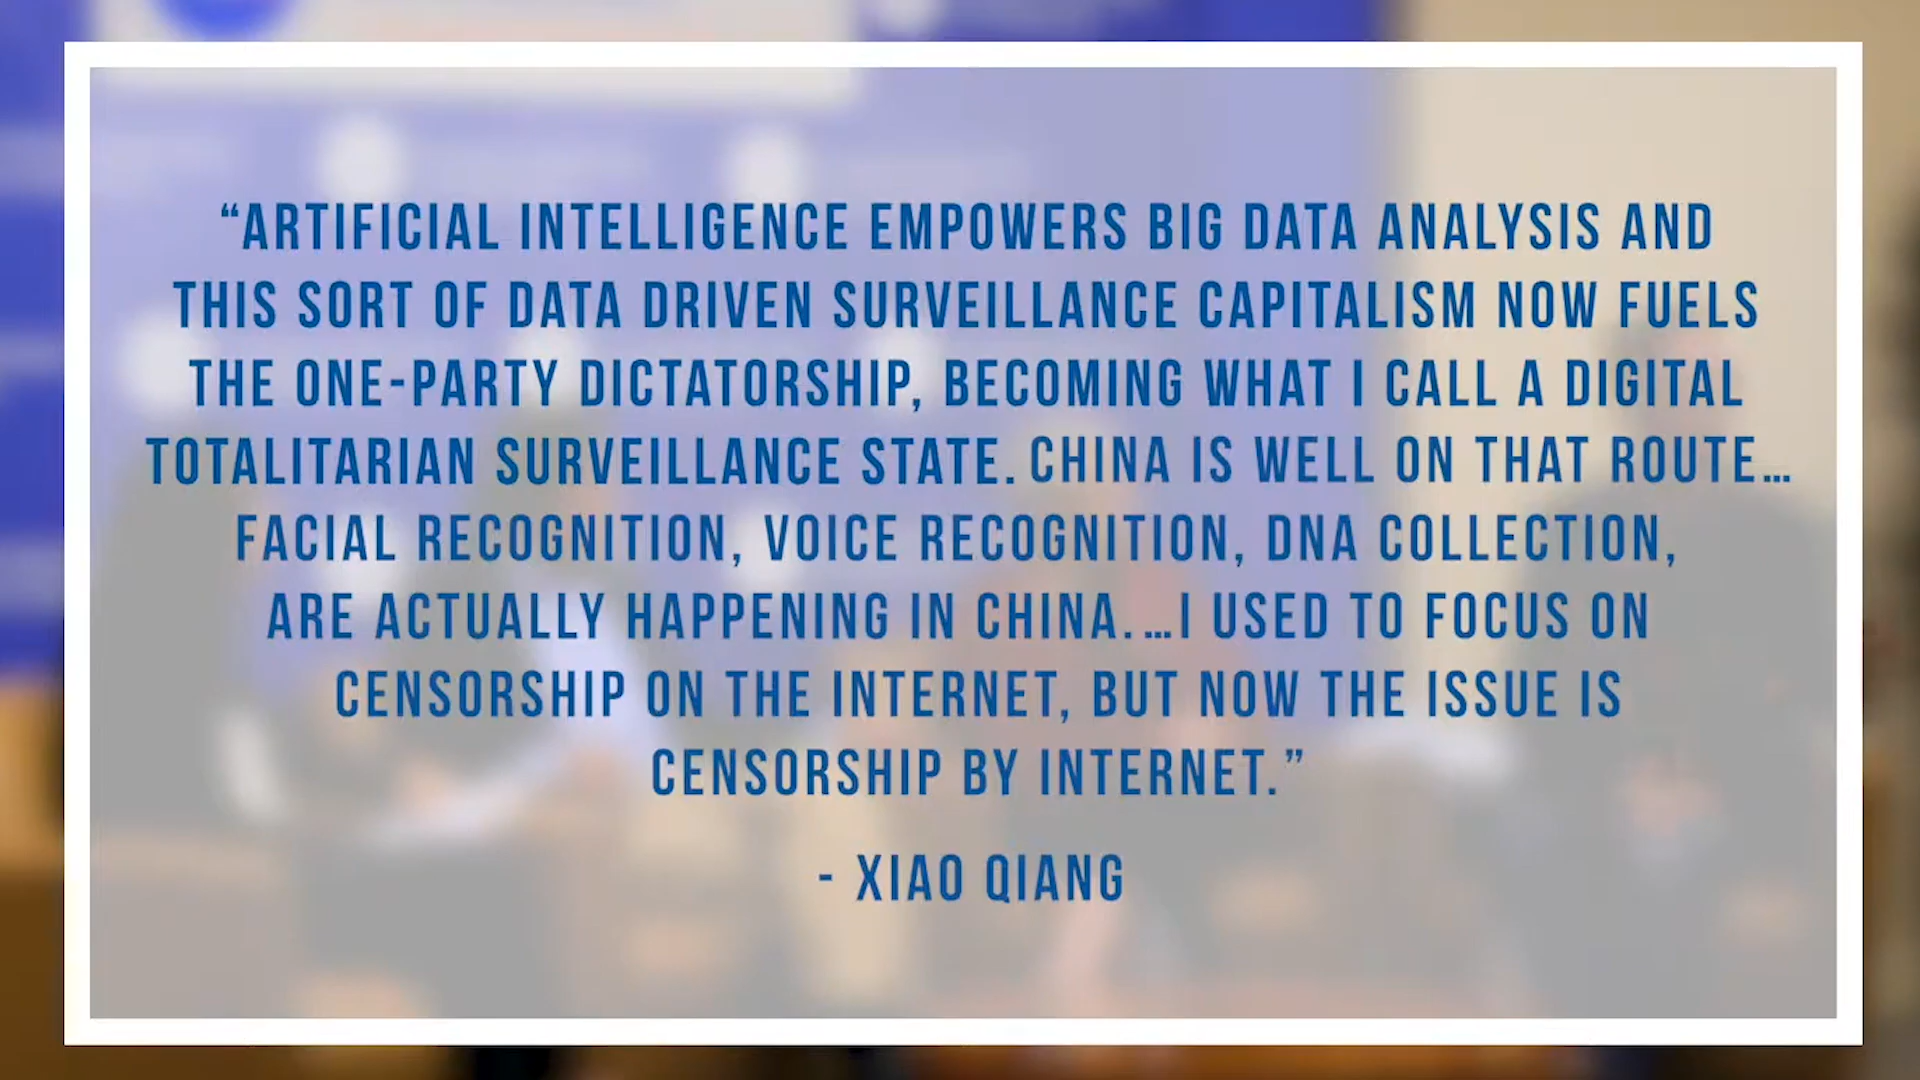 “ARTIFICIAL INTELLIGENCE EMPOWERS BIG DATA ANALYSIS AND
THIS SORT OF DATA DRIVEN SURVEILLANCE CAPITALISM NOW FUELS
THE ONE-PARTY DICTATORSHIP, BECOMING WHAT I CALL A DIGITAL
TOTALITARIAN SURVEILLANCE STATE. CHINA IS WELL ON THAT ROUTE…
FACIAL RECOGNITION, VOICE RECOGNITION, DNA COLLECTION,
ARE ACTUALLY HAPPENING IN CHINA. …I USED TO FOCUS ON
CENSORSHIP ON THE INTERNET, BUT NOW THE ISSUE IS
CENSORSHIP BY INTERNET.”
- XIAO QIANG